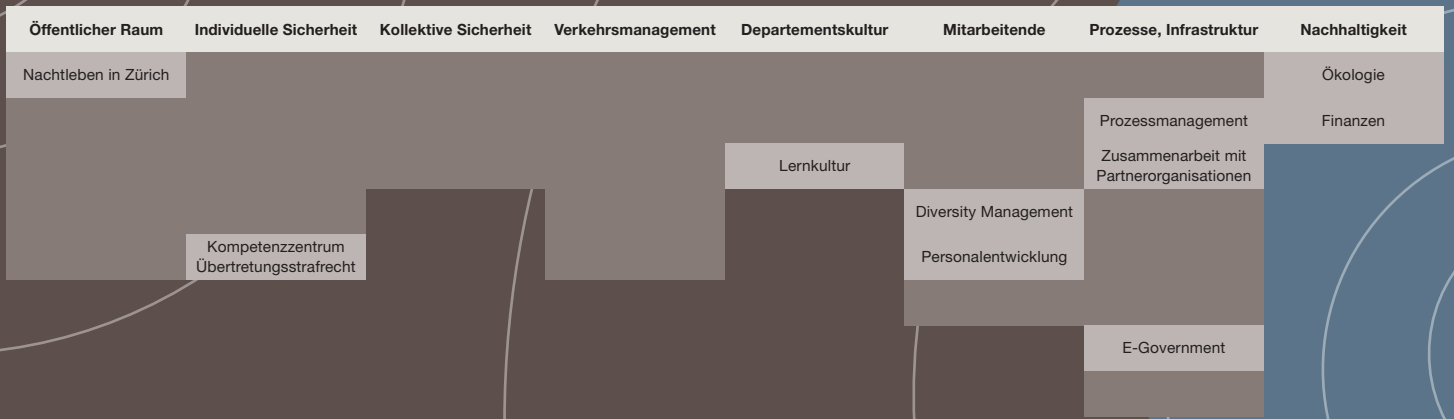 Öffentlicher Raum
Individuelle Sicherheit
Kollektive Sicherheit
Verkehrsmanagement
Departementskultur
Mitarbeitende
Prozesse, Infrastruktur
Nachhaltigkeit
Nachtleben in Zürich
Ökologie
Prozessmanagement
Finanzen
Lernkultur
Zusammenarbeit mit
Partnerorganisationen
Diversity Management
Kompetenzzentrum
Übertretungsstrafrecht
Personalentwicklung
E-Government